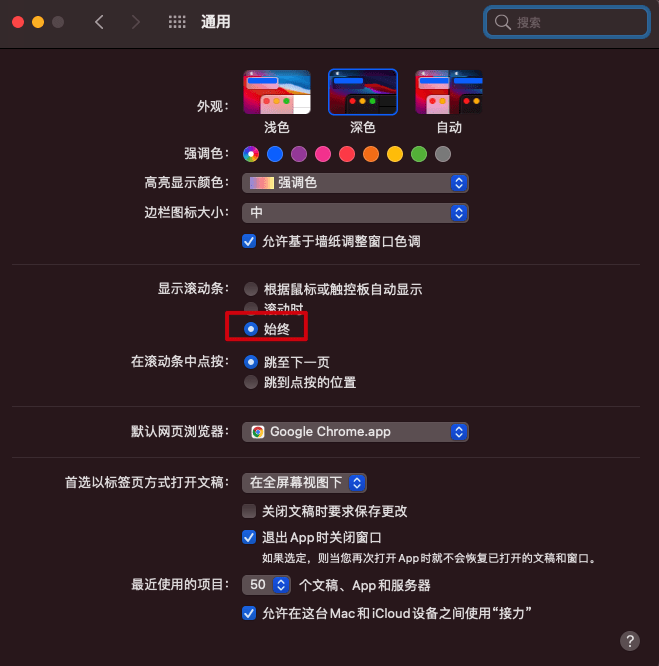 通用
搜索
外观:
浅色
深色
自动
强调色:
高亮显示颜色:
强调色
边栏图标大小:
中
允许基于墙纸调整窗口色调
显示滚动条:
根据鼠标或触控板自动显示
滚动时
始终
在滚动条中点按:
跳至下一页
跳到点按的位置
默认网页浏览器:
Google Chrome.app
首选以标签页方式打开文稿:
在全屏幕视图下
关闭文稿时要求保存更改
退出App时关闭窗口
如果选定，则当您再次打开App时就不会恢复已打开的文稿和窗口。
最近使用的项目:
50
个文稿、App和服务器
允许在这台Mac和iCloud设备之间使用“接力”
?